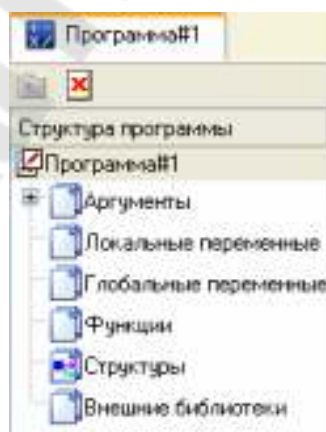 Программа#1
Структура программы
Программа#1
Аргументы
Локальные переменные
Глобальные переменные
Функции
Структуры
Внешние библиотеки